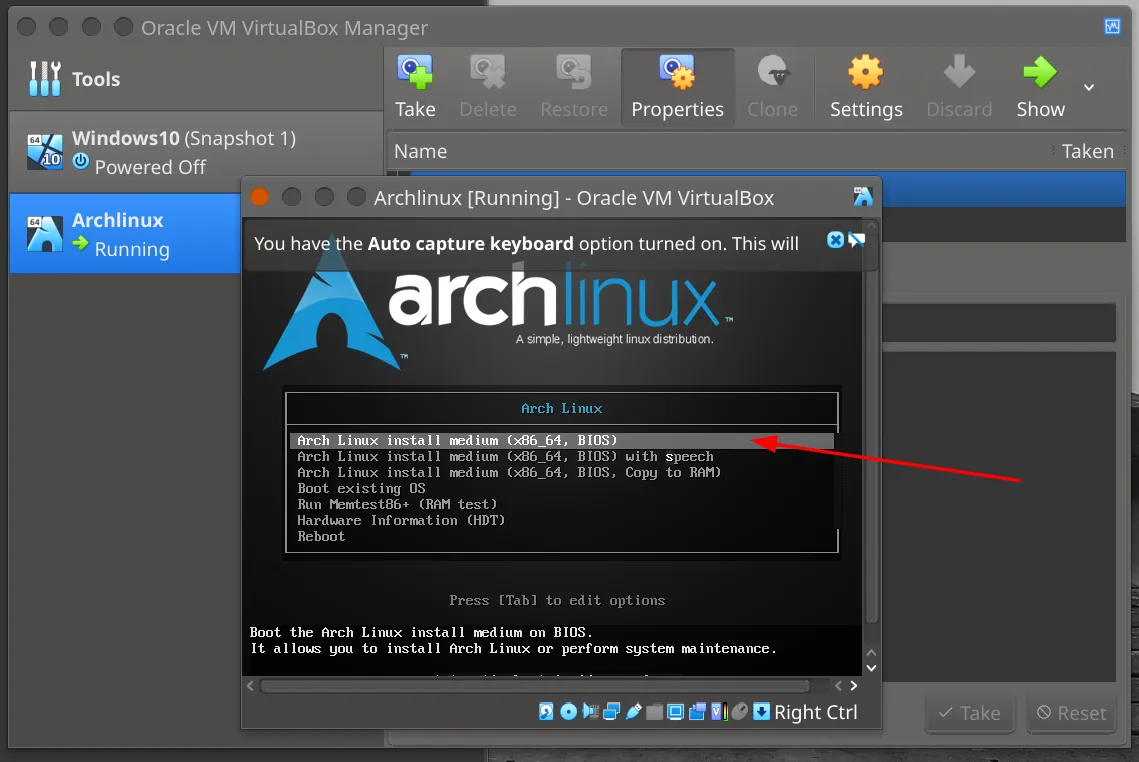 Oracle VM VirtualBox Manager
Tools
Take Delete Restore Properties Clone Settings Discard Show
Name Taken
64 10 Windows10 (Snapshot 1)
Powered Off
64 Archlinux
Running
Archlinux [Running] - Oracle VM VirtualBox
You have the Auto capture keyboard option turned on. This will
archlinux™
A simple, lightweight linux distribution.
™
Arch Linux
Arch Linux install medium (x86_64, BIOS)
Arch Linux install medium (x86_64, BIOS) with speech
Arch Linux install medium (x86_64, BIOS, Copy to RAM)
Boot existing OS
Run Memtest86+ (RAM test)
Hardware Information (HDT)
Reboot
Press [Tab] to edit options
Boot the Arch Linux install medium on BIOS.
It allows you to install Arch Linux or perform system maintenance.
Right Ctrl
Take Reset